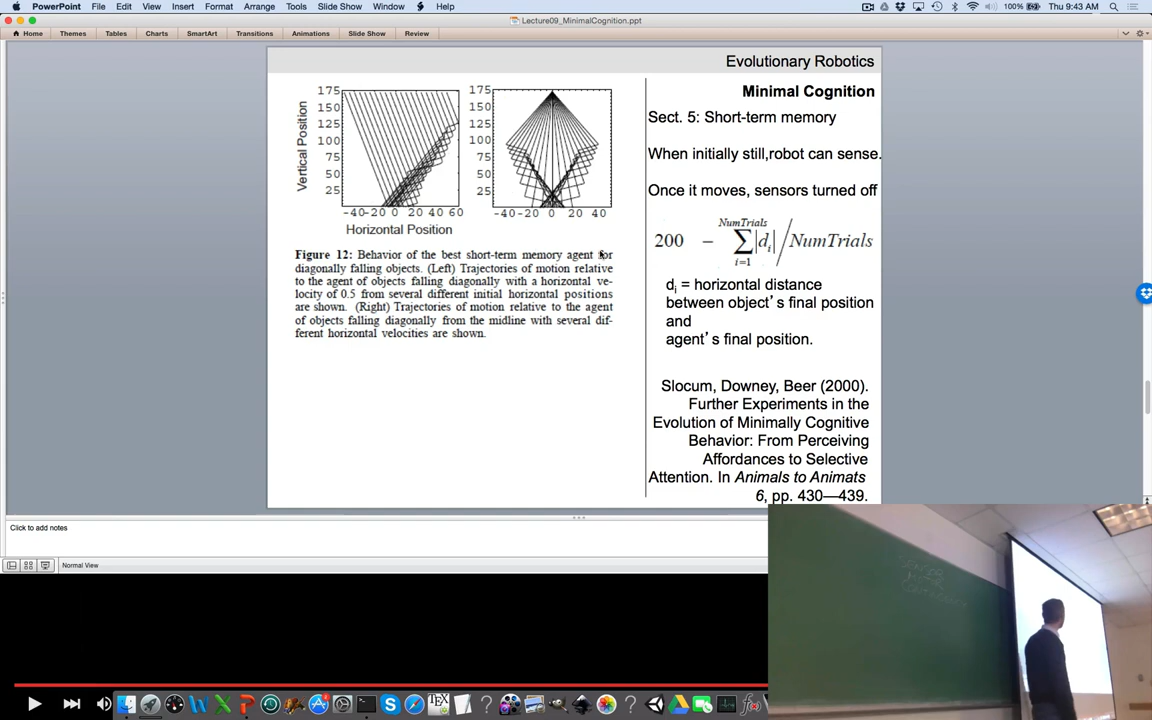 PowerPoint File Edit View Insert Format Arrange Tools Slide Show Window Help 100% Thu 9:43 AM
Lecture09_MinimalCognition.ppt
Home Themes Tables Charts SmartArt Transitions Animations Slide Show Review
Evolutionary Robotics
175
150
125
100
75
50
25
Vertical Position
-40 -20 0 20 40 60
Horizontal Position
175
150
125
100
75
50
25
-40 -20 0 20 40
Figure 12: Behavior of the best short-term memory agent for
diagonally falling objects. (Left) Trajectories of motion relative
to the agent of objects falling diagonally with a horizontal ve-
locity of 0.5 from several different initial horizontal positions
are shown. (Right) Trajectories of motion relative to the agent
of objects falling diagonally from the midline with several dif-
ferent horizontal velocities are shown.
Minimal Cognition
Sect. 5: Short-term memory
When initially still,robot can sense.
Once it moves, sensors turned off
200 − NumTrials ∑ i=1 |di| / NumTrials
di = horizontal distance
between object's final position
and
agent's final position.
Slocum, Downey, Beer (2000).
Further Experiments in the
Evolution of Minimally Cognitive
Behavior: From Perceiving
Affordances to Selective
Attention. In Animals to Animats
6, pp. 430—439.
Click to add notes
Normal View